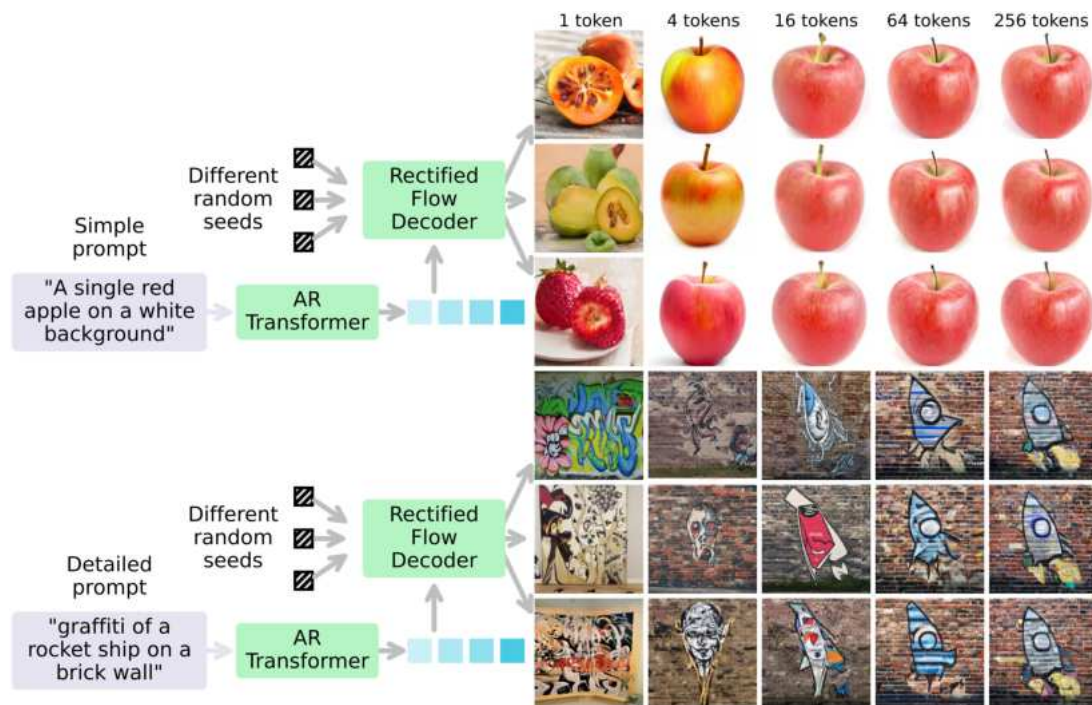 1 token 4 tokens 16 tokens 64 tokens 256 tokens
Different
random
seeds
Rectified
Flow
Decoder
Simple
prompt
"A single red
apple on a white
background"
AR
Transformer
Different
random
seeds
Rectified
Flow
Decoder
Detailed
prompt
"graffiti of a
rocket ship on a
brick wall"
AR
Transformer